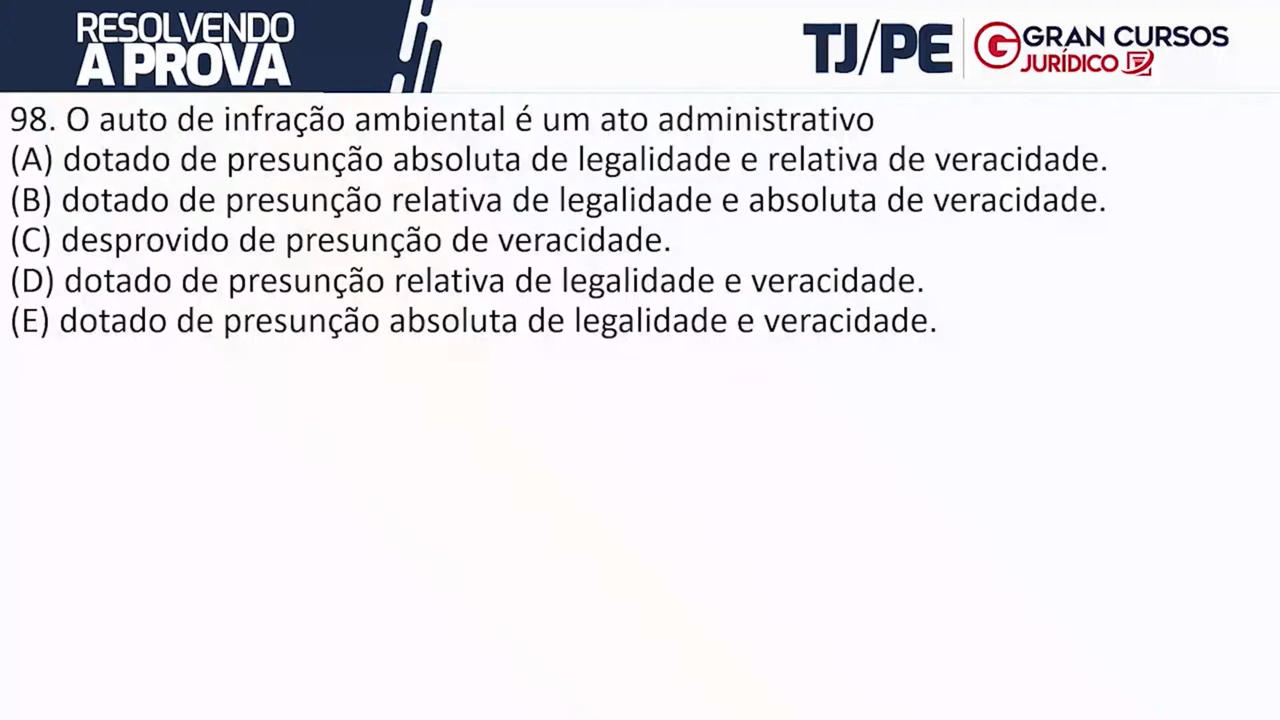 RESOLVENDO
A PROVA
TJ/PE
GRAN CURSOS
JURÍDICO
98. O auto de infração ambiental é um ato administrativo
(A) dotado de presunção absoluta de legalidade e relativa de veracidade.
(B) dotado de presunção relativa de legalidade e absoluta de veracidade.
(C) desprovido de presunção de veracidade.
(D) dotado de presunção relativa de legalidade e veracidade.
(E) dotado de presunção absoluta de legalidade e veracidade.